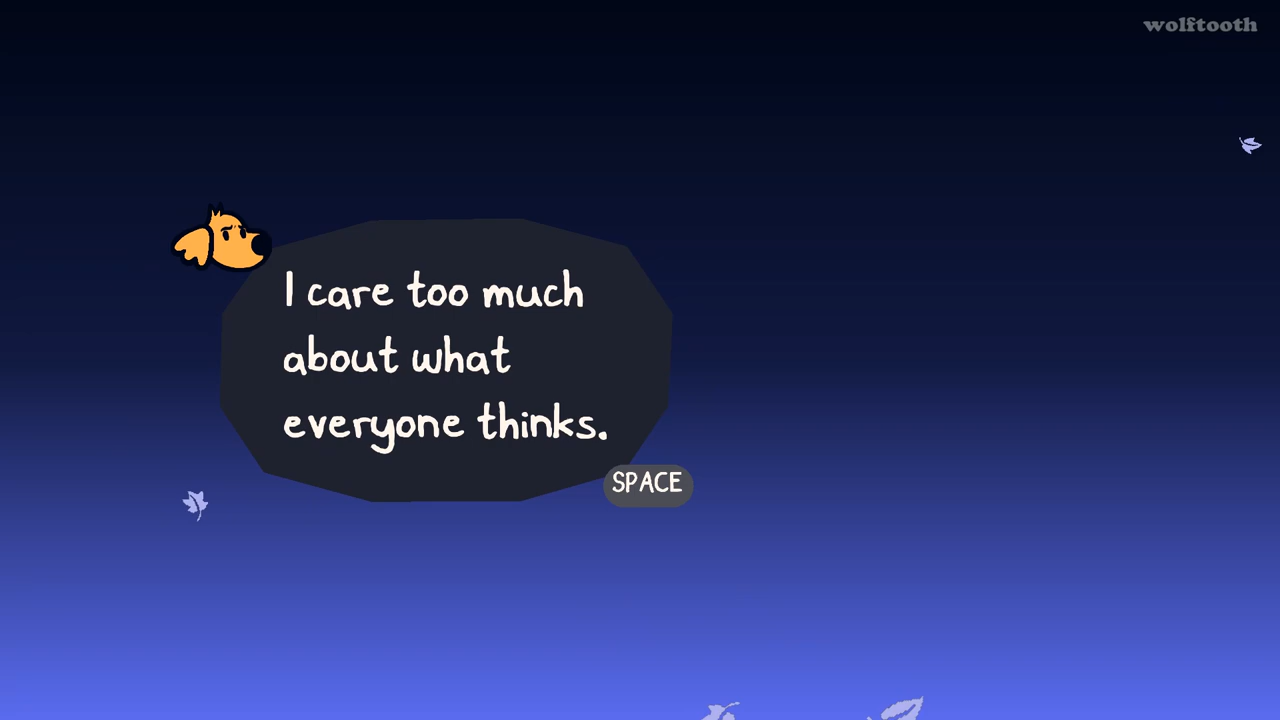 wolftooth
I care too much
about what
everyone thinks.
SPACE